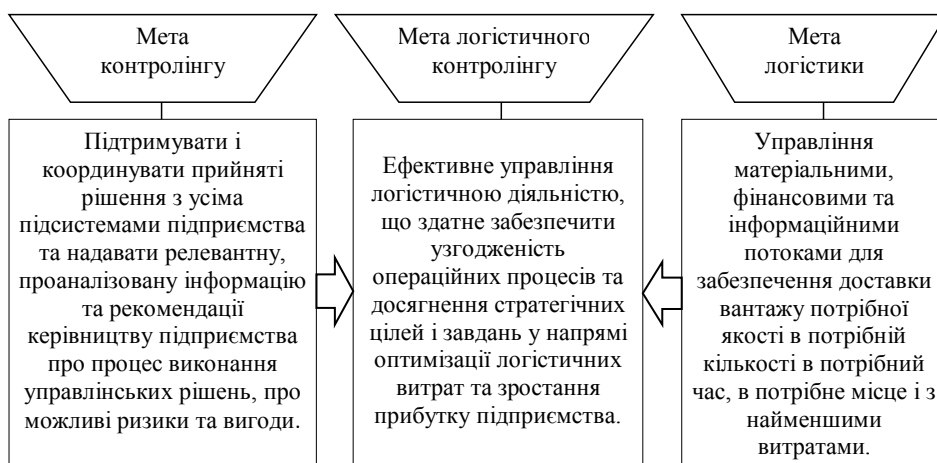 Мета
контролінгу
Мета логістичного
контролінгу
Мета
логістики
Підтримувати і
координувати прийняті
рішення з усіма
підсистемами підприємства
та надавати релевантну,
проаналізовану інформацію
та рекомендації
керівництву підприємства
про процес виконання
управлінських рішень, про
можливі ризики та вигоди.
Ефективне управління
логістичною діяльністю,
що здатне забезпечити
узгодженість
операційних процесів та
досягнення стратегічних
цілей і завдань у напрямі
оптимізації логістичних
витрат та зростання
прибутку підприємства.
Управління
матеріальними,
фінансовими та
інформаційними
потоками для
забезпечення доставки
вантажу потрібної
якості в потрібній
кількості в потрібний
час, в потрібне місце і з
найменшими
витратами.